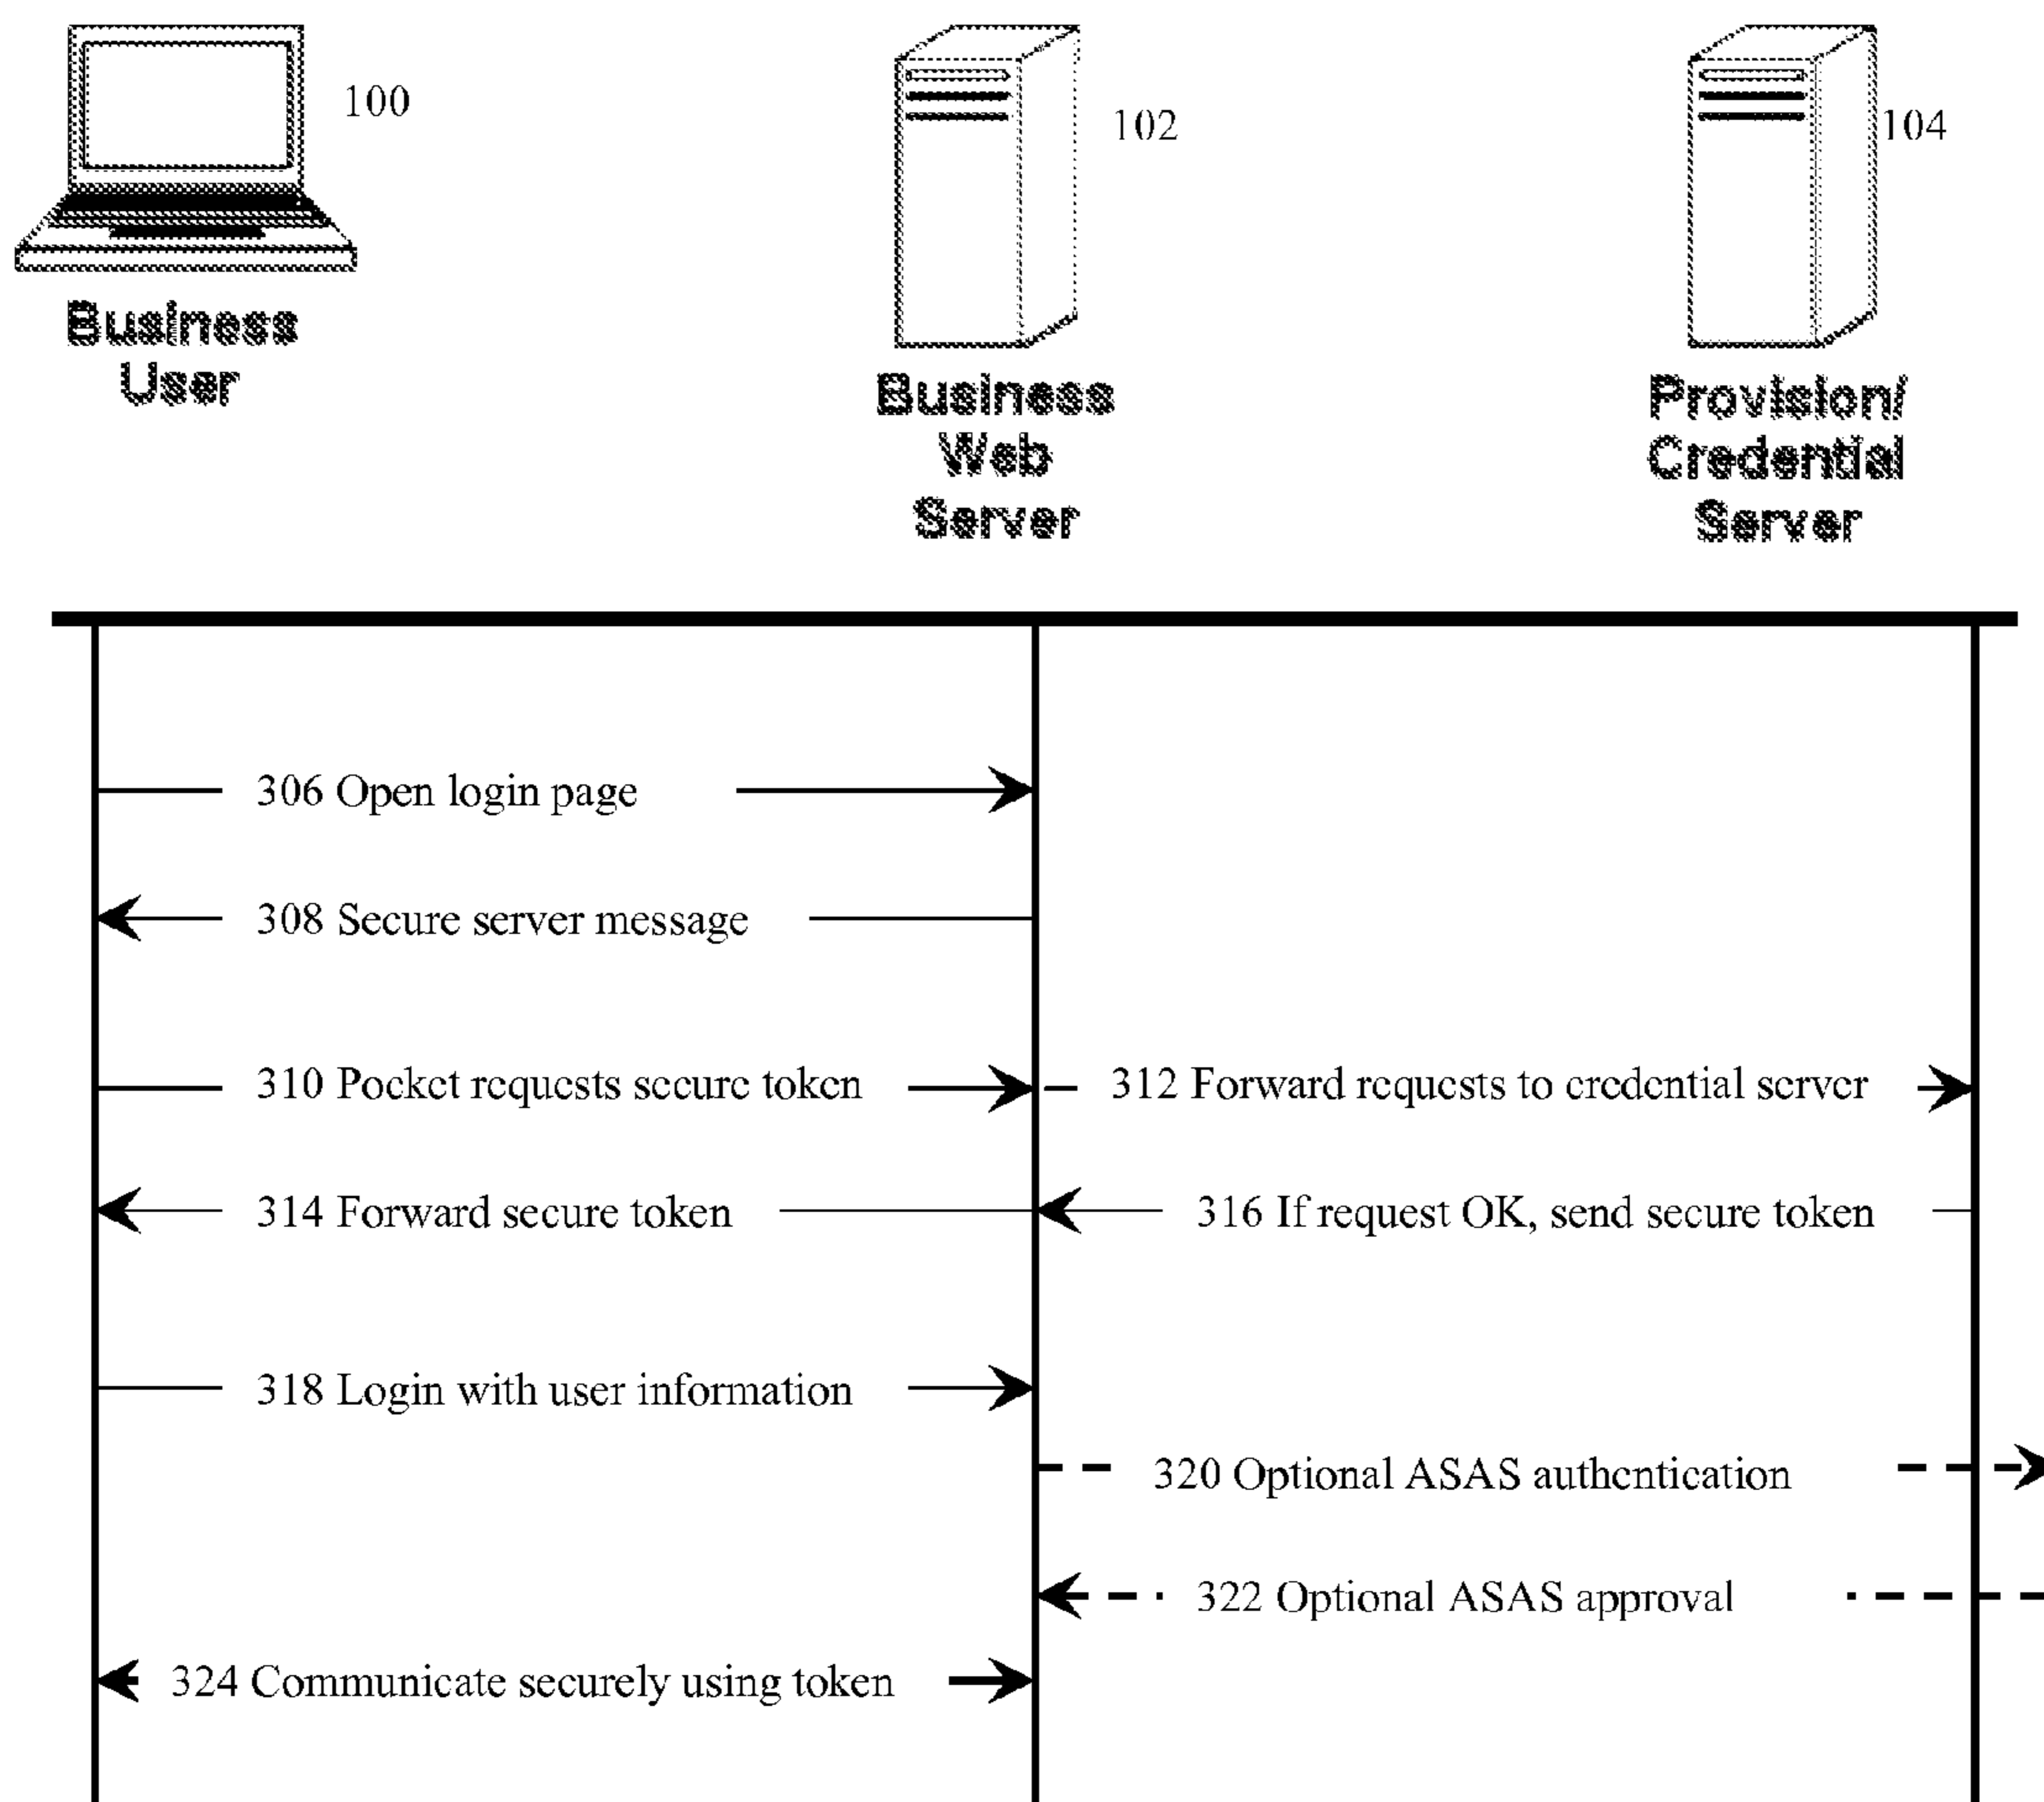 100
102
104
Business
User
Business
Web
Server
Provision/
Credential
Server
306 Open login page
308 Secure server message
310 Pocket requests secure token
312 Forward requests to credential server
314 Forward secure token
316 If request OK, send secure token
318 Login with user information
320 Optional ASAS authentication
322 Optional ASAS approval
324 Communicate securely using token